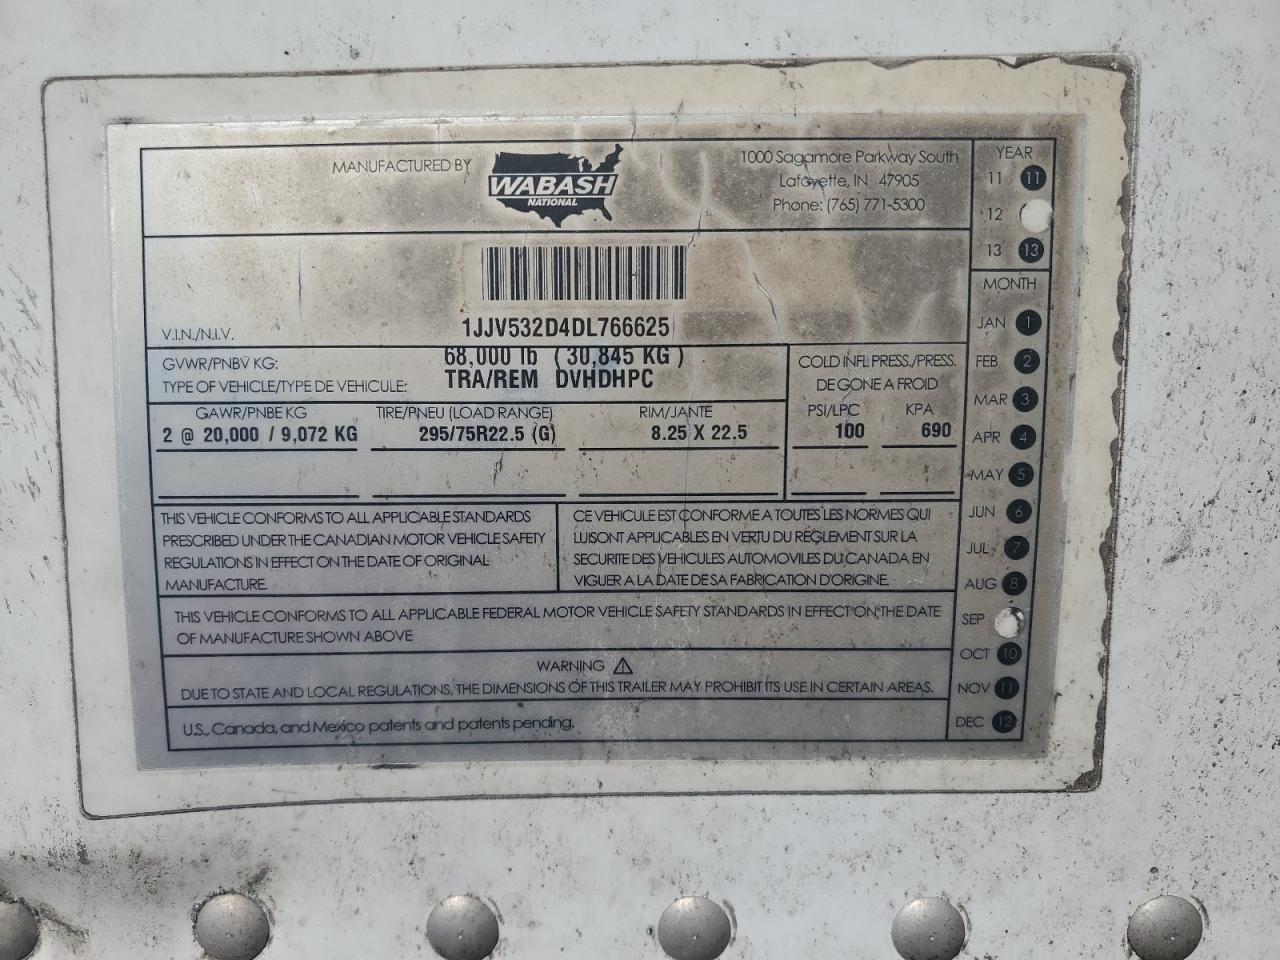 MANUFACTURED BY
WABASH
NATIONAL
1000 Sagamore Parkway South
Lafayette, IN 47905
Phone: (765) 771-5300
V.I.N./N.I.V.
1JJV532D4DL766625
GVWR/PNBV KG:
68,000 lb (30,845 KG)
TYPE OF VEHICLE/TYPE DE VEHICULE:
TRA/REM DVHDHPC
COLD INFL PRESS./PRESS.
DE GONE A FROID
GAWR/PNBE KG
TIRE/PNEU (LOAD RANGE)
RIM/JANTE
PSI/LPC
KPA
2 @ 20,000 / 9,072 KG
295/75R22.5 (G)
8.25 X 22.5
100
690
THIS VEHICLE CONFORMS TO ALL APPLICABLE STANDARDS
PRESCRIBED UNDER THE CANADIAN MOTOR VEHICLE SAFETY
REGULATIONS IN EFFECT ON THE DATE OF ORIGINAL
MANUFACTURE.
CE VEHICULE EST CONFORME A TOUTES LES NORMES QUI
LUI SONT APPLICABLES EN VERTU DU RÉGLEMENT SUR LA
SECURITE DES VEHICULES AUTOMOVILES DU CANADA EN
VIGUER A LA DATE DE SA FABRICATION D'ORIGINE.
THIS VEHICLE CONFORMS TO ALL APPLICABLE FEDERAL MOTOR VEHICLE SAFETY STANDARDS IN EFFECT ON THE DATE
OF MANUFACTURE SHOWN ABOVE
WARNING
DUE TO STATE AND LOCAL REGULATIONS, THE DIMENSIONS OF THIS TRAILER MAY PROHIBIT ITS USE IN CERTAIN AREAS.
U.S., Canada, and Mexico patents and patents pending.
YEAR
11 11
12
13 13
MONTH
JAN 1
FEB 2
MAR 3
APR 4
MAY 5
JUN 6
JUL 7
AUG 8
SEP
OCT 10
NOV 11
DEC 12